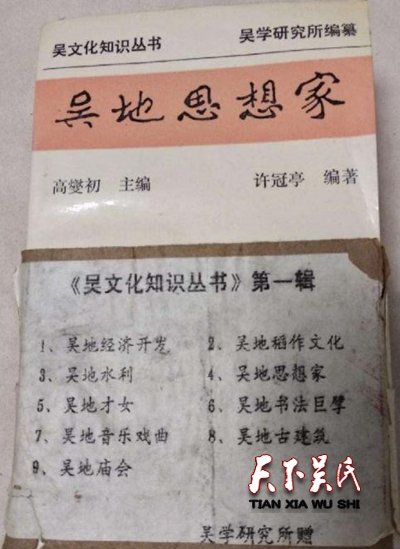 吴文化知识丛书 吴学研究所编纂
吴地思想家
高燮初 主编 许冠亭 编著
《吴文化知识丛书》第一辑
1、吴地经济开发 2、吴地稻作文化
3、吴地水利 4、吴地思想家
5、吴地才女 6、吴地书法巨擘
7、吴地音乐戏曲 8、吴地古建筑
9、吴地庙会
天下吴氏
TIAN XIA WU SHI
吴学研究所赠